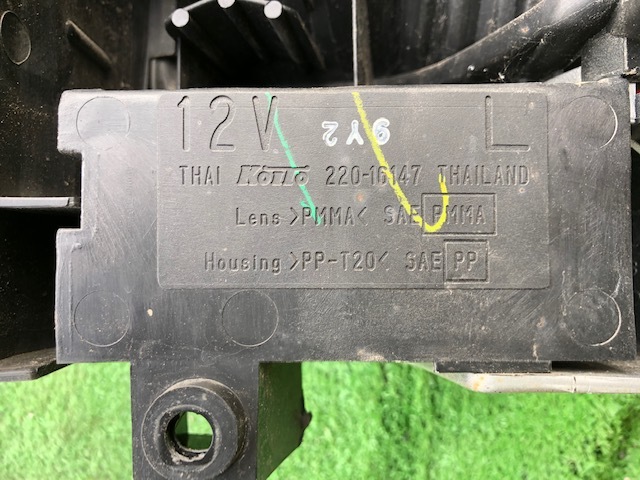 12V 9Y2 L
THAI Koito 220-16147 THAILAND
Lens >PMMA< SAE PMMA
Housing >PP-T20< SAE PP